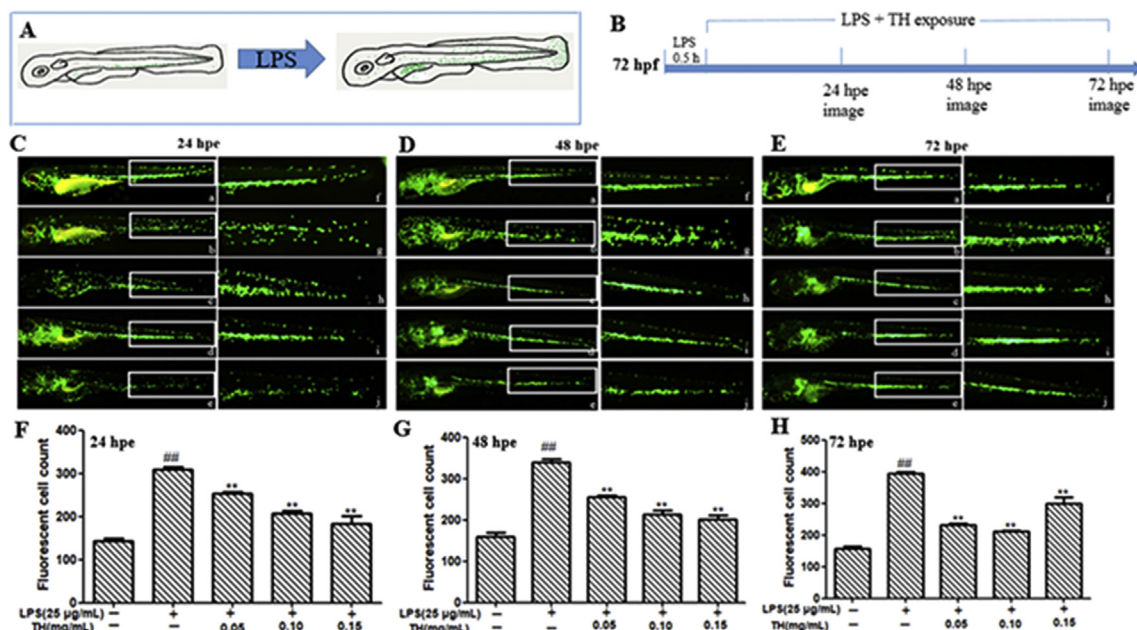 A
LPS
B
LPS + TH exposure
LPS
0.5 h
72 hpf
24 hpe
image
48 hpe
image
72 hpe
image
C
24 hpe
D
48 hpe
E
72 hpe
a
f
a
f
a
f
b
g
g
b
g
c
h
e
h
c
h
d
i
d
i
d
i
e
j
e
j
e
j
F
24 hpe
Fluorescent cell count
400
300
200
100
0
##
**
**
**
LPS(25 μg/mL)
–
+
+
+
+
TH(mg/mL)
–
–
0.05
0.10
0.15
G
48 hpe
Fluorescent cell count
400
300
200
100
0
##
**
**
**
LPS(25 μg/mL)
–
+
+
+
+
TH(mg/mL)
–
–
0.05
0.10
0.15
H
72 hpe
Fluorescent cell count
500
400
300
200
100
0
##
**
**
**
LPS(25 μg/mL)
–
+
+
+
+
TH(mg/mL)
–
–
0.05
0.10
0.15